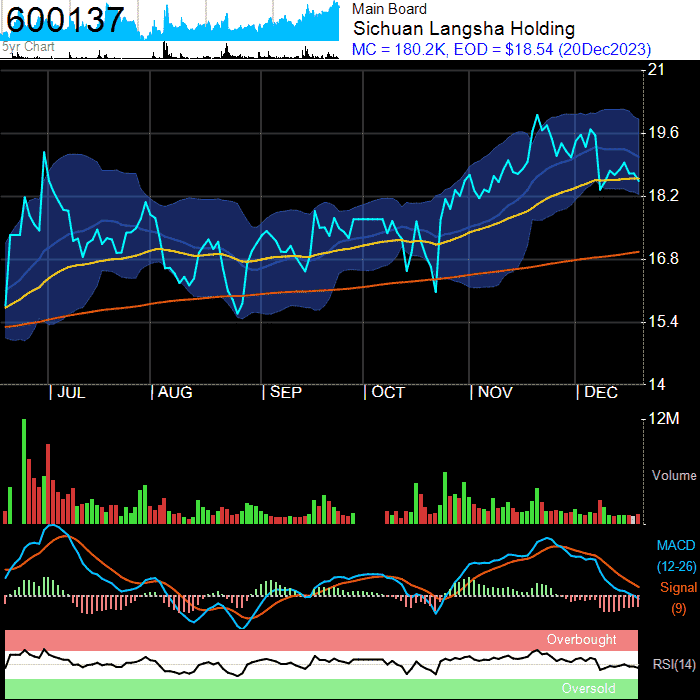 600137
5yr Chart
Main Board
Sichuan Langsha Holding
MC = 180.2K, EOD = $18.54 (20Dec2023)
21
19.6
18.2
16.8
15.4
14
| JUL | AUG | SEP | OCT | NOV | DEC
12M
Volume
MACD
(12-26)
Signal
(9)
Overbought
RSI(14)
Oversold